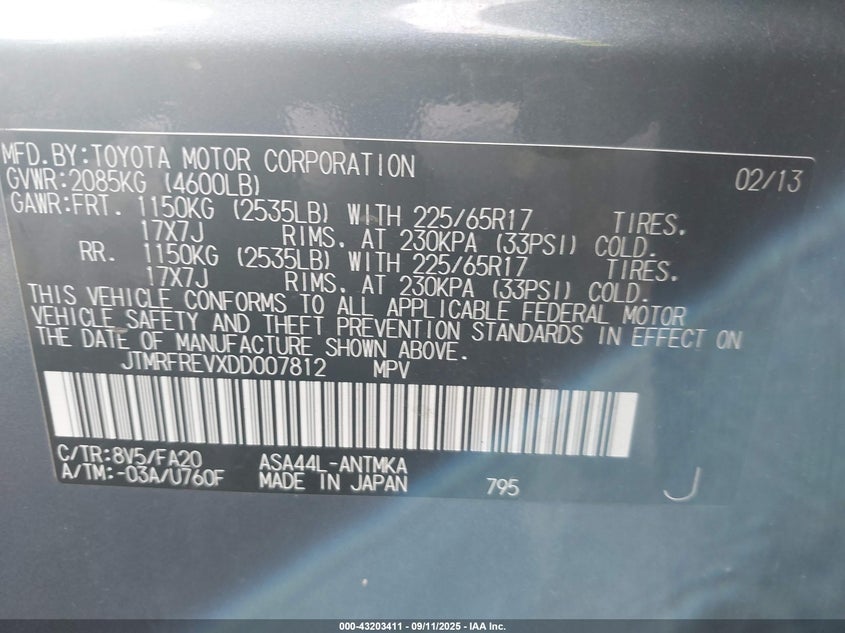 MFD.BY:TOYOTA MOTOR CORPORATION 02/13
GVWR:2085KG (4600LB)
GAWR:FRT. 1150KG (2535LB) WITH 225/65R17 TIRES.
17X7J RIMS. AT 230KPA (33PSI) COLD.
RR. 1150KG (2535LB) WITH 225/65R17 TIRES.
17X7J RIMS. AT 230KPA (33PSI) COLD.
THIS VEHICLE CONFORMS TO ALL APPLICABLE FEDERAL MOTOR
VEHICLE SAFETY AND THEFT PREVENTION STANDARDS IN EFFECT ON
THE DATE OF MANUFACTURE SHOWN ABOVE.
JTMRFREVXDD007812 MPV
C/TR:8V5/FA20 ASA44L-ANTMKA
A/TM:-03A/U760F MADE IN JAPAN 795 J
000-43203411 - 09/11/2025 - IAA Inc.